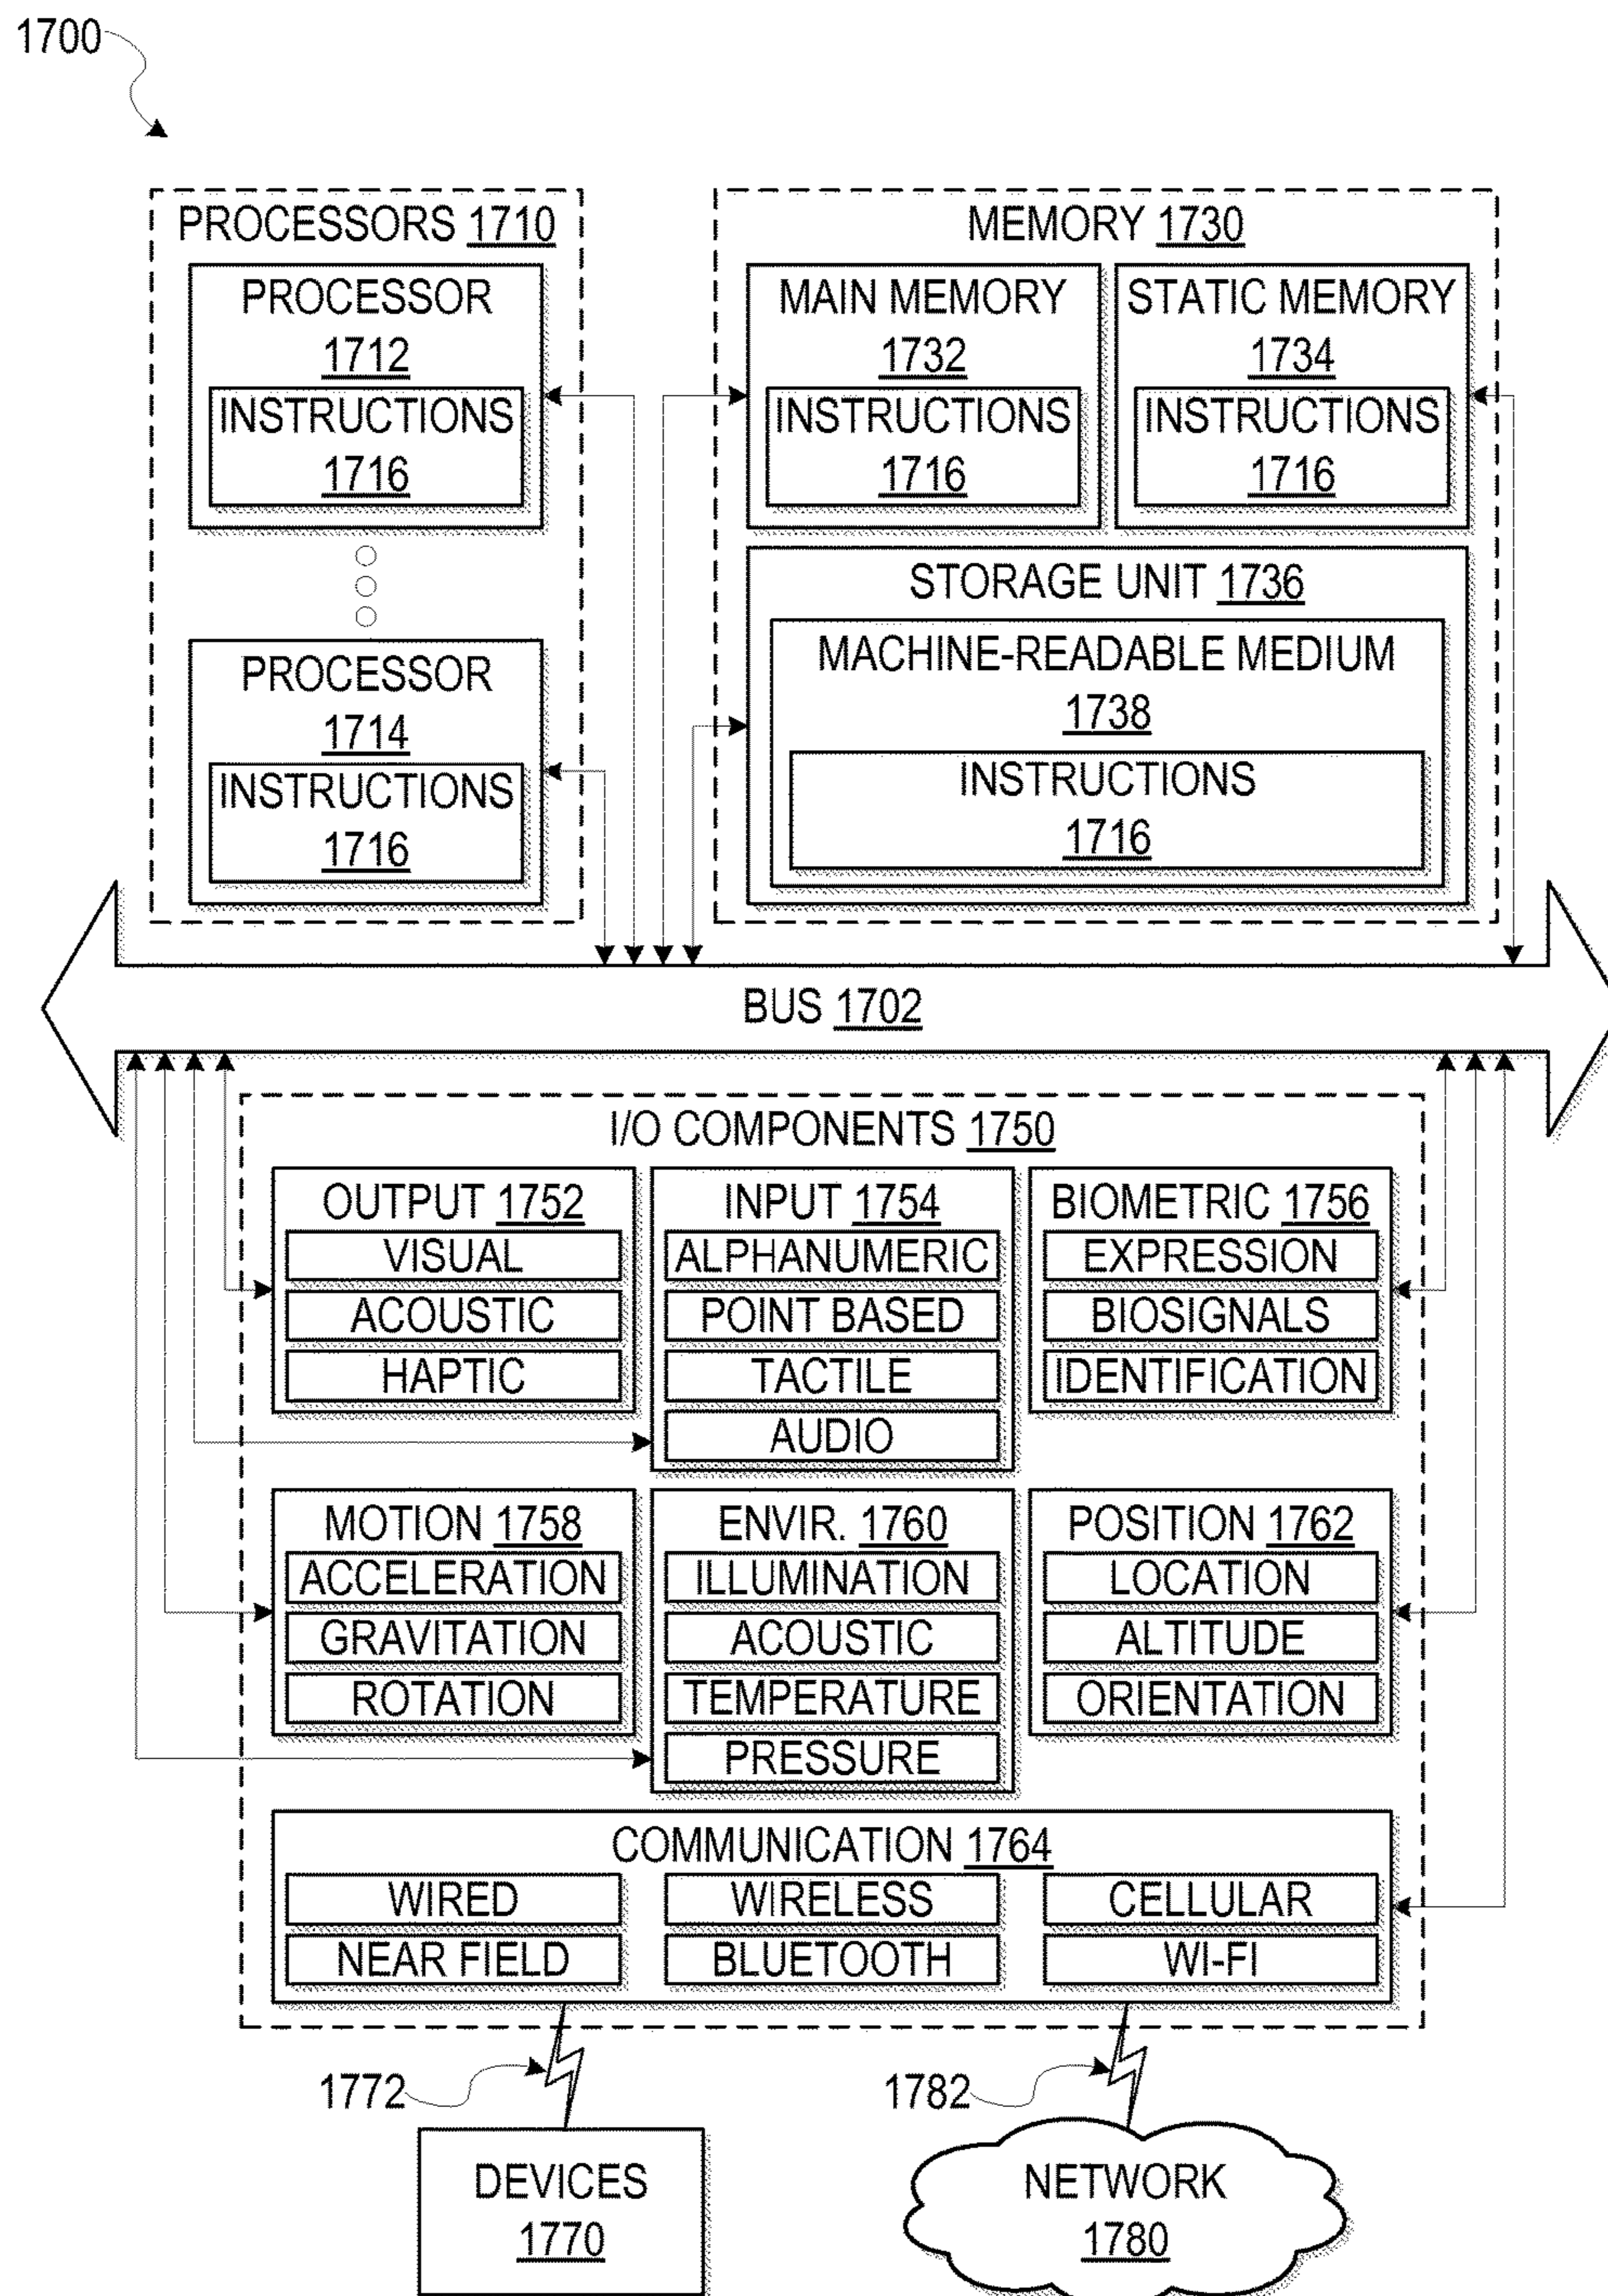 1700
PROCESSORS 1710
PROCESSOR
1712
INSTRUCTIONS
1716
PROCESSOR
1714
INSTRUCTIONS
1716
MEMORY 1730
MAIN MEMORY
1732
INSTRUCTIONS
1716
STATIC MEMORY
1734
INSTRUCTIONS
1716
STORAGE UNIT 1736
MACHINE-READABLE MEDIUM
1738
INSTRUCTIONS
1716
BUS 1702
I/O COMPONENTS 1750
OUTPUT 1752
VISUAL
ACOUSTIC
HAPTIC
INPUT 1754
ALPHANUMERIC
POINT BASED
TACTILE
AUDIO
BIOMETRIC 1756
EXPRESSION
BIOSIGNALS
IDENTIFICATION
MOTION 1758
ACCELERATION
GRAVITATION
ROTATION
ENVIR. 1760
ILLUMINATION
ACOUSTIC
TEMPERATURE
PRESSURE
POSITION 1762
LOCATION
ALTITUDE
ORIENTATION
COMMUNICATION 1764
WIRED
WIRELESS
CELLULAR
NEAR FIELD
BLUETOOTH
WI-FI
1772
1782
DEVICES
1770
NETWORK
1780